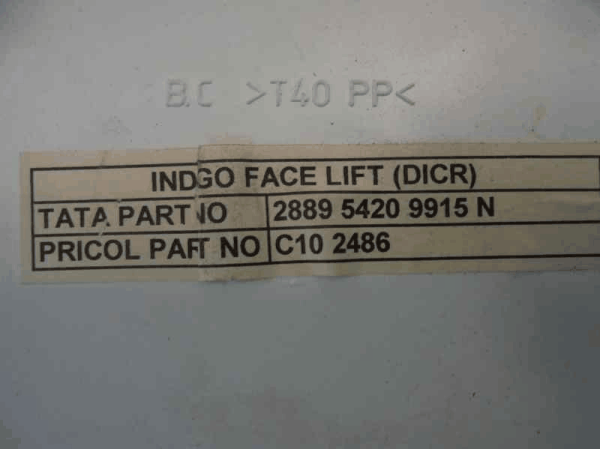 B.C >T40 PP<
INDGO FACE LIFT (DICR)
TATA PART NO 2889 5420 9915 N
PRICOL PART NO C10 2486